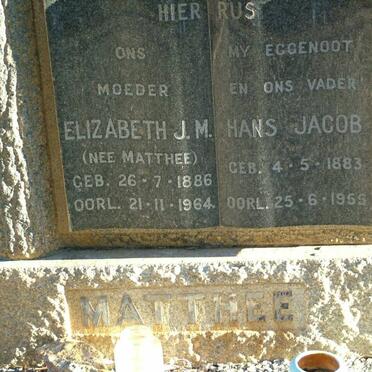 HIER RUS
ONS
MOEDER
ELIZABETH J.M.
(NEE MATTHEE)
GEB. 26-7-1886
OORL. 21-11-1964
MY EGGENOOT
EN ONS VADER
HANS JACOB
GEB. 4-5-1883
OORL. 25-6-1955
MATTHEE